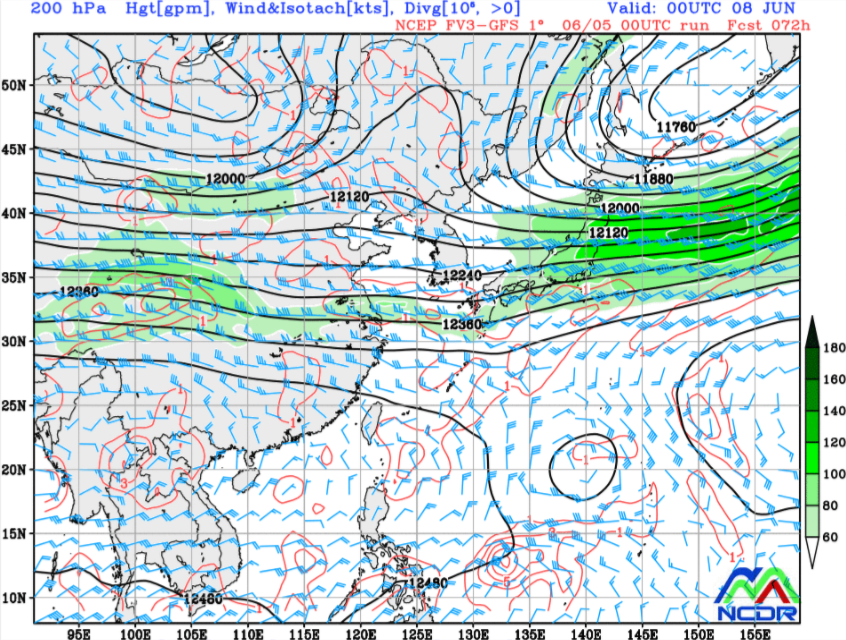 200 hPa Hgt[gpm], Wind&Isotach[kts], Divg[10⁶, >0] Valid: 00UTC 08 JUN
NCEP FV3-GFS 1° 06/05 00UTC run Fcst 072h
50N
11760
45N
12000
11880
12120
40N
12000
12120
35N
12240
12360
180
12360
30N
160
140
25N
120
100
20N
80
15N
60
12480
10N
12460
NCDR
95E 100E 105E 110E 115E 120E 125E 130E 135E 140E 145E 150E 155E